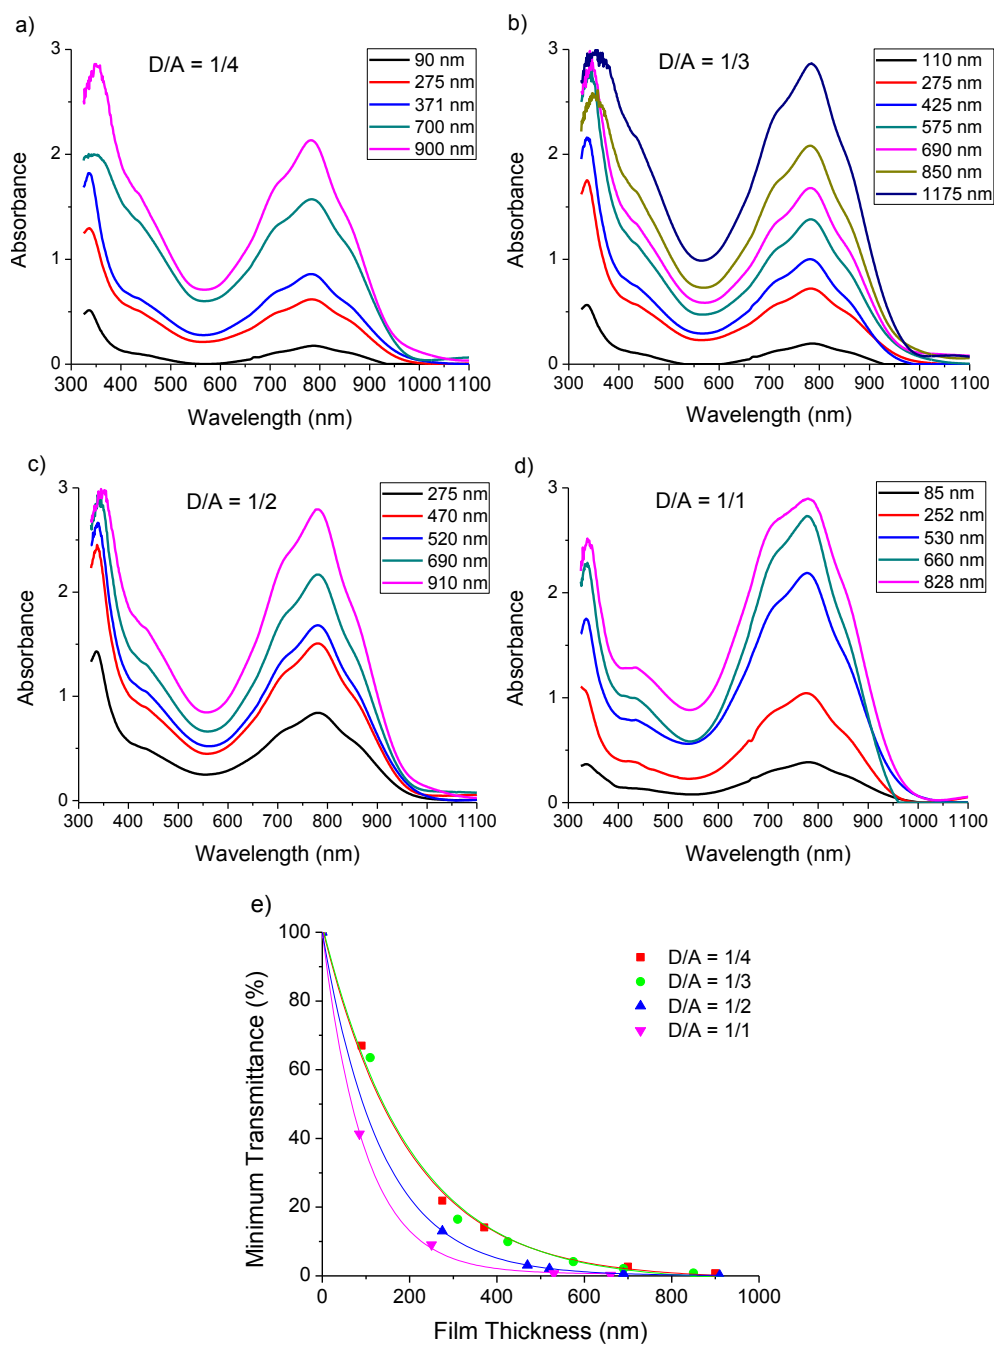 a)
D/A = 1/4
90 nm
275 nm
371 nm
700 nm
900 nm
3
2
1
0
300 400 500 600 700 800 900 1000 1100
Absorbance
Wavelength (nm)
b)
D/A = 1/3
110 nm
275 nm
425 nm
575 nm
690 nm
850 nm
1175 nm
3
2
1
0
300 400 500 600 700 800 900 1000 1100
Absorbance
Wavelength (nm)
c)
D/A = 1/2
275 nm
470 nm
520 nm
690 nm
910 nm
3
2
1
0
300 400 500 600 700 800 900 1000 1100
Absorbance
Wavelength (nm)
d)
D/A = 1/1
85 nm
252 nm
530 nm
660 nm
828 nm
3
2
1
0
300 400 500 600 700 800 900 1000 1100
Absorbance
Wavelength (nm)
e)
D/A = 1/4
D/A = 1/3
D/A = 1/2
D/A = 1/1
100
80
60
40
20
0
0 200 400 600 800 1000
Minimum Transmittance (%)
Film Thickness (nm)